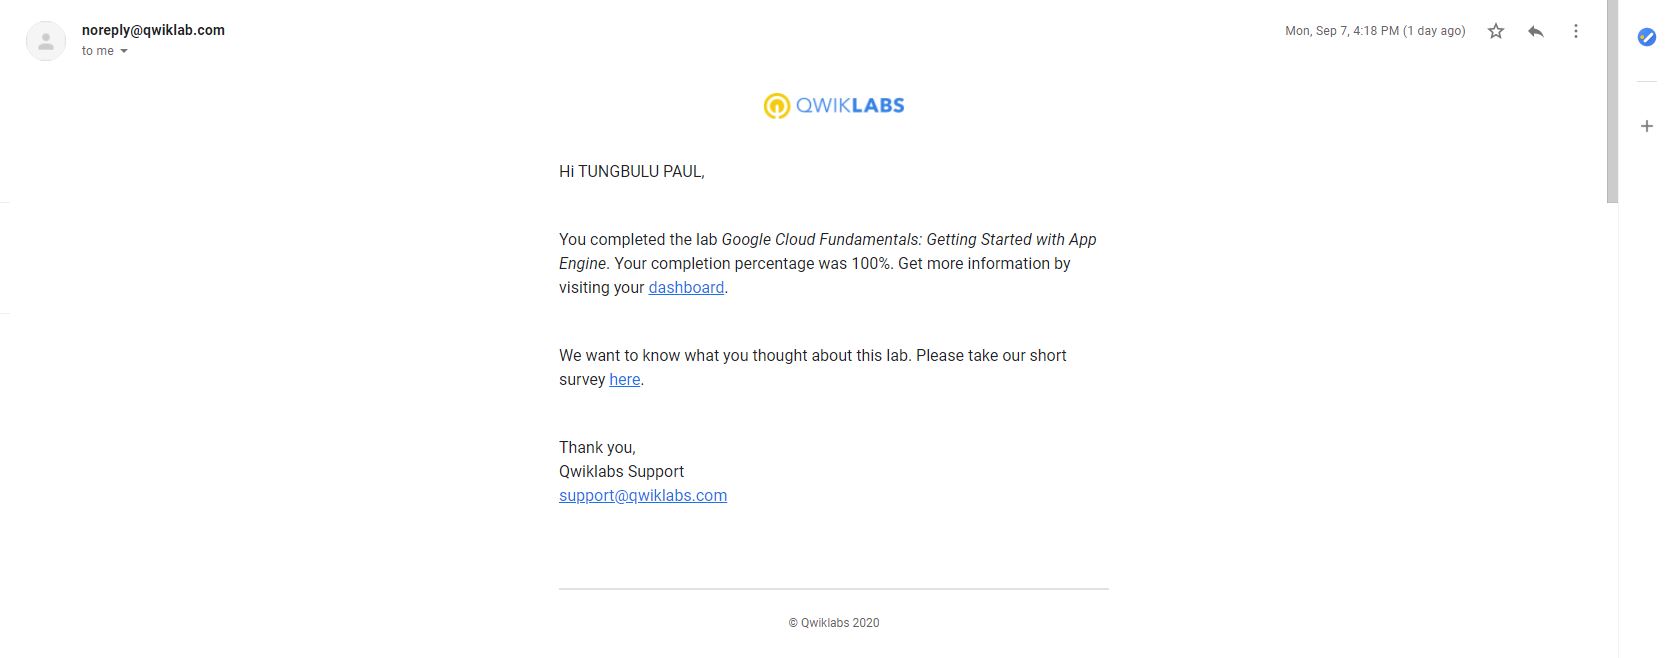 noreply@qwiklab.com
Mon, Sep 7, 4:18 PM (1 day ago)
to me
QWIKLABS
Hi TUNGBULU PAUL,
You completed the lab Google Cloud Fundamentals: Getting Started with App
Engine. Your completion percentage was 100%. Get more information by
visiting your dashboard.
We want to know what you thought about this lab. Please take our short
survey here.
Thank you,
Qwiklabs Support
support@qwiklabs.com
© Qwiklabs 2020